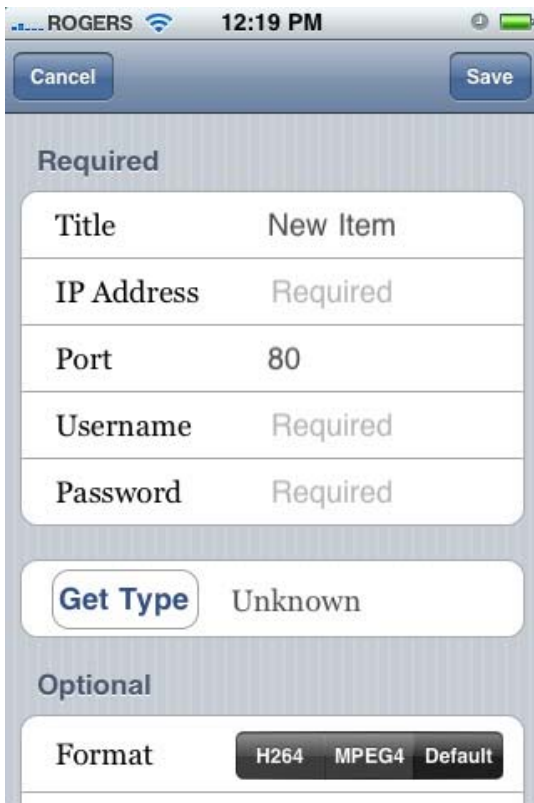 ROGERS 12:19 PM
Cancel Save
Required
Title New Item
IP Address Required
Port 80
Username Required
Password Required
Get Type Unknown
Optional
Format H264 MPEG4 Default